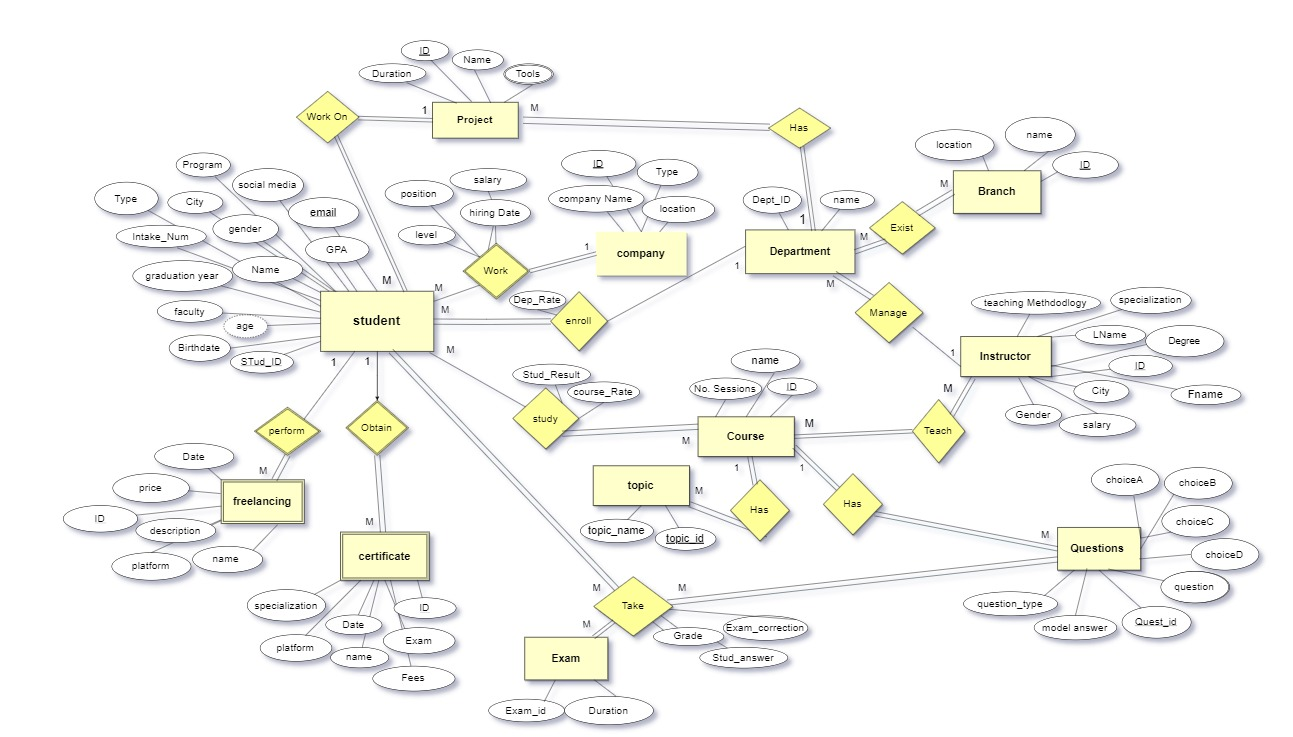 ID
Name
Duration
Tools
Work On
1
Project
M
Has
name
location
ID
Program
social media
M
Branch
Type
City
email
position
salary
ID
Type
company Name
location
Dept_ID
name
hiring Date
1
Intake_Num
gender
GPA
level
1
company
Department
M
Exist
graduation year
Name
M
M
Work
1
M
faculty
age
student
M
Dep_Rate
enroll
Manage
teaching Methdodlogy
specialization
LName
Degree
Birthdate
STud_ID
1
1
M
1
Instructor
ID
Stud_Result
course_Rate
name
No. Sessions
ID
M
City
Fname
Gender
salary
perform
Obtain
study
M
Course
M
Teach
Date
M
1
1
price
freelancing
topic
M
Has
Has
choiceA
choiceB
ID
description
M
topic_name
topic_id
choiceC
M
Questions
choiceD
platform
name
certificate
M
M
question
specialization
ID
Take
question_type
Date
Exam
M
Grade
Exam_correction
model answer
Quest_id
platform
name
Exam
Stud_answer
Fees
Exam_id
Duration